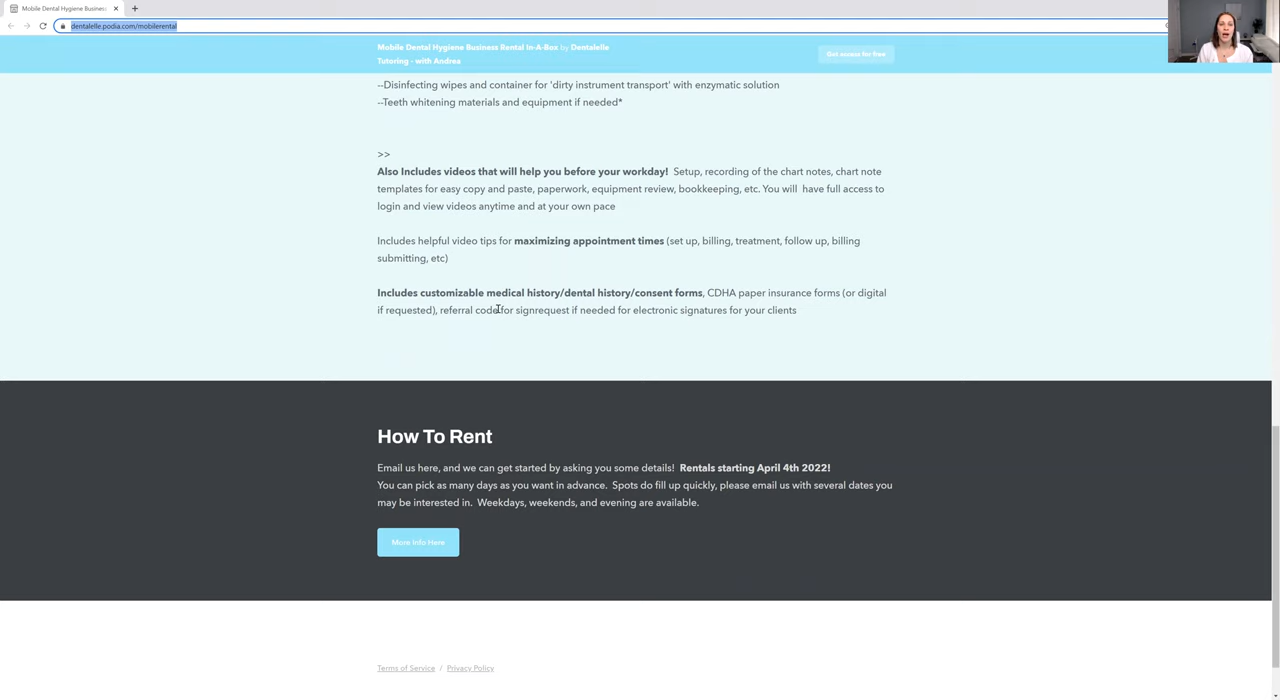 Mobile Dental Hygiene Business
dentalelle.podia.com/mobilerental
Mobile Dental Hygiene Business Rental In-A-Box by Dentalelle
Tutoring - with Andrea
Get access for free
--Disinfecting wipes and container for 'dirty instrument transport' with enzymatic solution
--Teeth whitening materials and equipment if needed*
>>
Also Includes videos that will help you before your workday! Setup, recording of the chart notes, chart note
templates for easy copy and paste, paperwork, equipment review, bookkeeping, etc. You will have full access to
login and view videos anytime and at your own pace
Includes helpful video tips for maximizing appointment times (set up, billing, treatment, follow up, billing
submitting, etc)
Includes customizable medical history/dental history/consent forms, CDHA paper insurance forms (or digital
if requested), referral code for signrequest if needed for electronic signatures for your clients
How To Rent
Email us here, and we can get started by asking you some details! Rentals starting April 4th 2022!
You can pick as many days as you want in advance. Spots do fill up quickly, please email us with several dates you
may be interested in. Weekdays, weekends, and evening are available.
More Info Here
Terms of Service / Privacy Policy